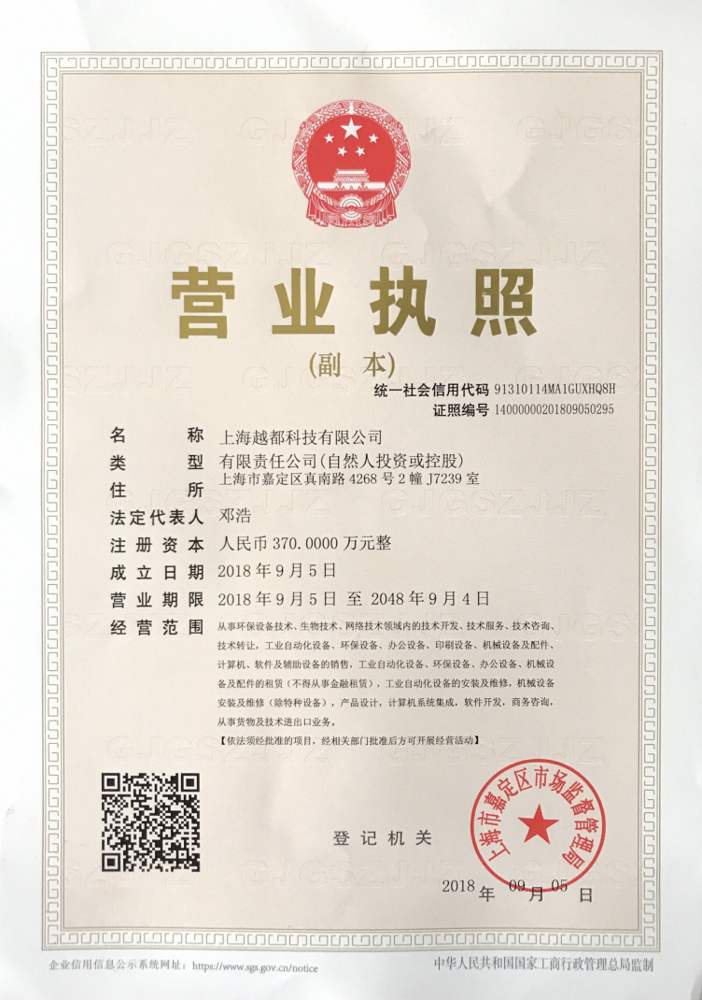 营业执照
(副 本)
统一社会信用代码 91310114MA1GUXHQ8H
证照编号 14000000201809050295
名 称 上海越都科技有限公司
类 型 有限责任公司(自然人投资或控股)
住 所 上海市嘉定区真南路 4268 号 2 幢 J7239 室
法定代表人 邓浩
注 册 资 本 人民币 370.0000 万元整
成 立 日 期 2018 年 9 月 5 日
营 业 期 限 2018 年 9 月 5 日 至 2048 年 9 月 4 日
经 营 范 围 从事环保设备技术、生物技术、网络技术领域内的技术开发、技术服务、技术咨询、
技术转让，工业自动化设备、环保设备、办公设备、印刷设备、机械设备及配件、
计算机、软件及辅助设备的销售，工业自动化设备、环保设备、办公设备、机械设
备及配件的租赁（不得从事金融租赁），工业自动化设备的安装及维修，机械设备
安装及维修（除特种设备），产品设计，计算机系统集成，软件开发，商务咨询，
从事货物及技术进出口业务。
【依法须经批准的项目，经相关部门批准后方可开展经营活动】
上海市嘉定区市场监督管理局
登 记 机 关
2018 年 09 月 05 日
企业信用信息公示系统网址：https://www.sgs.gov.cn/notice
中华人民共和国国家工商行政管理总局监制